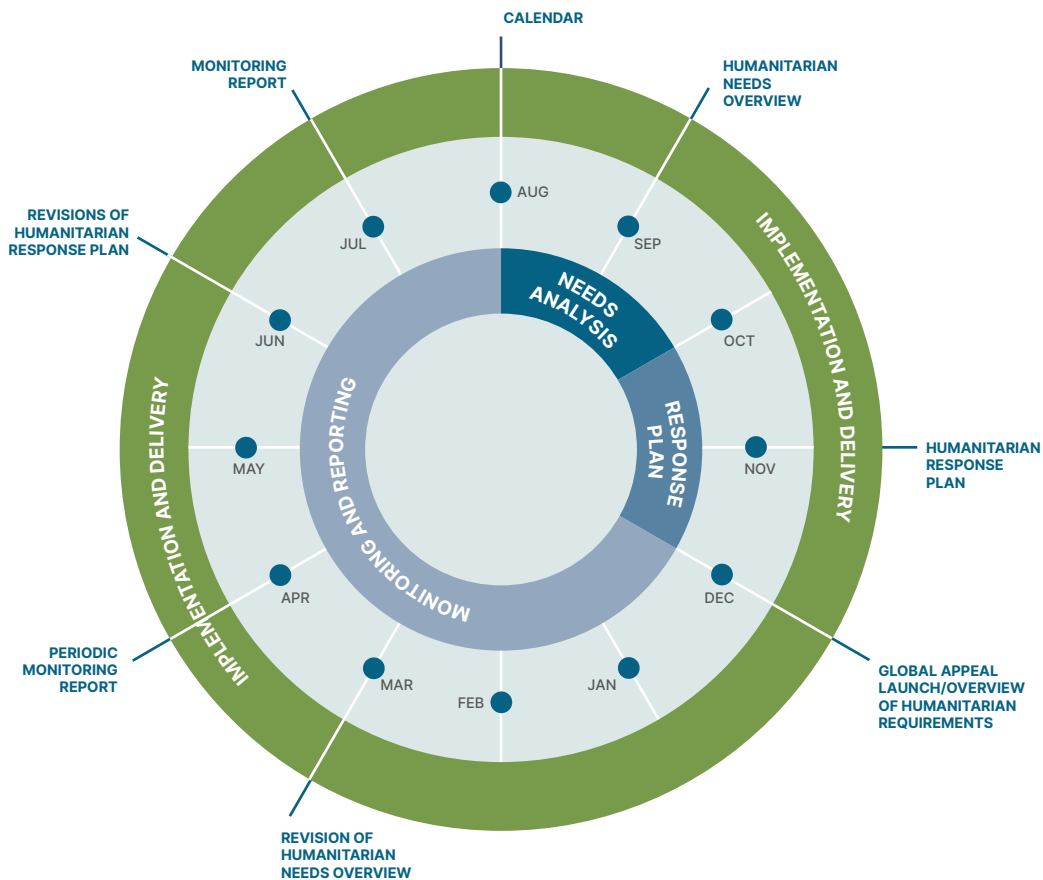 CALENDAR
HUMANITARIAN
NEEDS
OVERVIEW
MONITORING
REPORT
REVISIONS OF
HUMANITARIAN
RESPONSE PLAN
AUG
SEP
JUL
OCT
JUN
NOV
MAY
DEC
APR
JAN
FEB
MAR
NEEDS
ANALYSIS
RESPONSE
PLAN
MONITORING AND REPORTING
IMPLEMENTATION AND DELIVERY
IMPLEMENTATION AND DELIVERY
HUMANITARIAN
RESPONSE
PLAN
PERIODIC
MONITORING
REPORT
GLOBAL APPEAL
LAUNCH/OVERVIEW
OF HUMANITARIAN
REQUIREMENTS
REVISION OF
HUMANITARIAN
NEEDS OVERVIEW